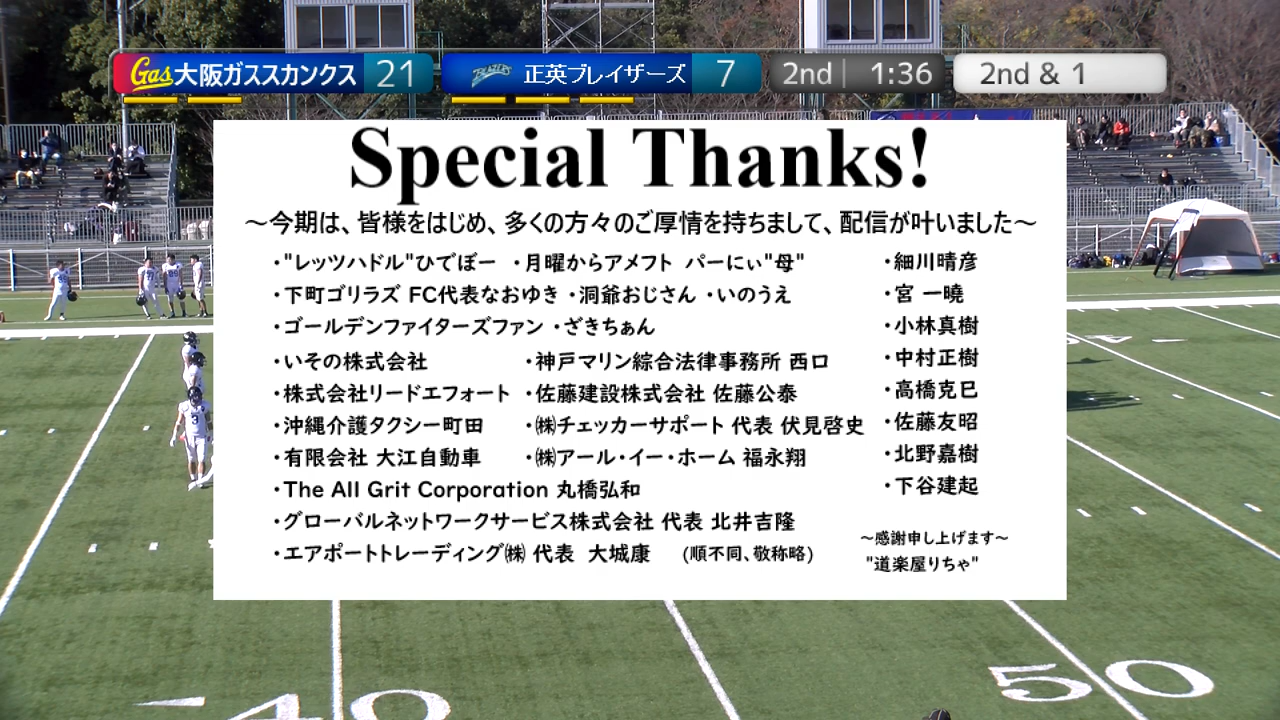 Gas 大阪ガススカンクス 21 BLAZERS 正英ブレイザーズ 7 2nd 1:36 2nd & 1
Special Thanks!
～今期は、皆様をはじめ、多くの方々のご厚情を持ちまして、配信が叶いました～
・"レッツハドル"ひでぼー ・月曜からアメフト パーにぃ"母" ・細川晴彦
・下町ゴリラズ FC代表なおゆき ・洞爺おじさん ・いのうえ ・宮 一曉
・ゴールデンファイターズファン ・ざきちぁん ・小林真樹
・いその株式会社 ・神戸マリン綜合法律事務所 西口 ・中村正樹
・株式会社リードエフォート ・佐藤建設株式会社 佐藤公泰 ・高橋克巳
・沖縄介護タクシー町田 ・㈱チェッカーサポート 代表 伏見啓史 ・佐藤友昭
・有限会社 大江自動車 ・㈱アール・イー・ホーム 福永翔 ・北野嘉樹
・The All Grit Corporation 丸橋弘和 ・下谷建起
・グローバルネットワークサービス株式会社 代表 北井吉隆
～感謝申し上げます～
・エアポートトレーディング㈱ 代表 大城康 (順不同、敬称略)
"道楽屋りちゃ"
3
40
50